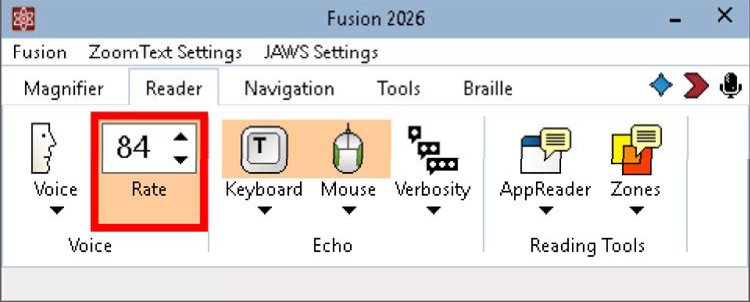 Fusion 2026
Fusion ZoomText Settings JAWS Settings
Magnifier Reader Navigation Tools Braille
84 T
Voice Rate Keyboard Mouse Verbosity AppReader Zones
Voice Echo Reading Tools